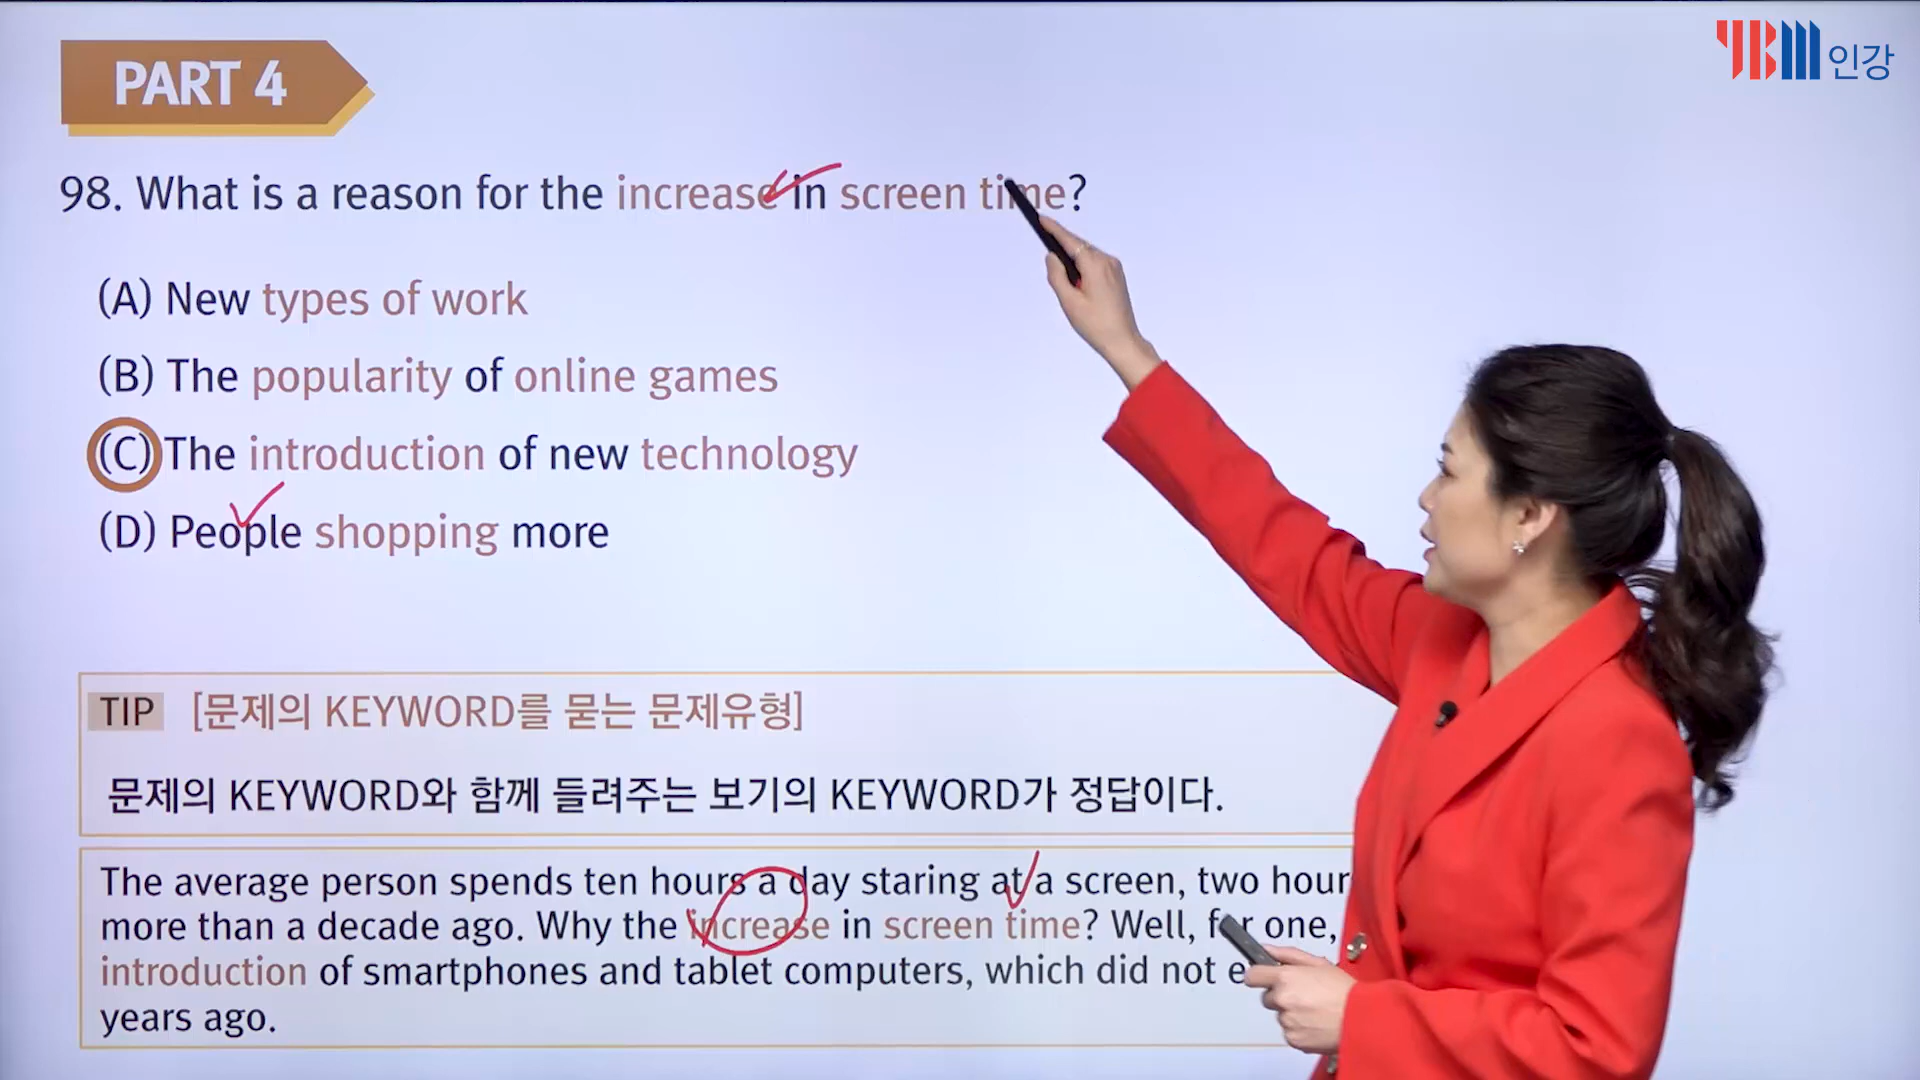 PART 4
YBM 인강
98. What is a reason for the increase in screen time?
(A) New types of work
(B) The popularity of online games
(C) The introduction of new technology
(D) People shopping more
TIP [문제의 KEYWORD를 묻는 문제유형]
문제의 KEYWORD와 함께 들려주는 보기의 KEYWORD가 정답이다.
The average person spends ten hours a day staring at a screen, two hour
more than a decade ago. Why the increase in screen time? Well, for one,
introduction of smartphones and tablet computers, which did not
years ago.